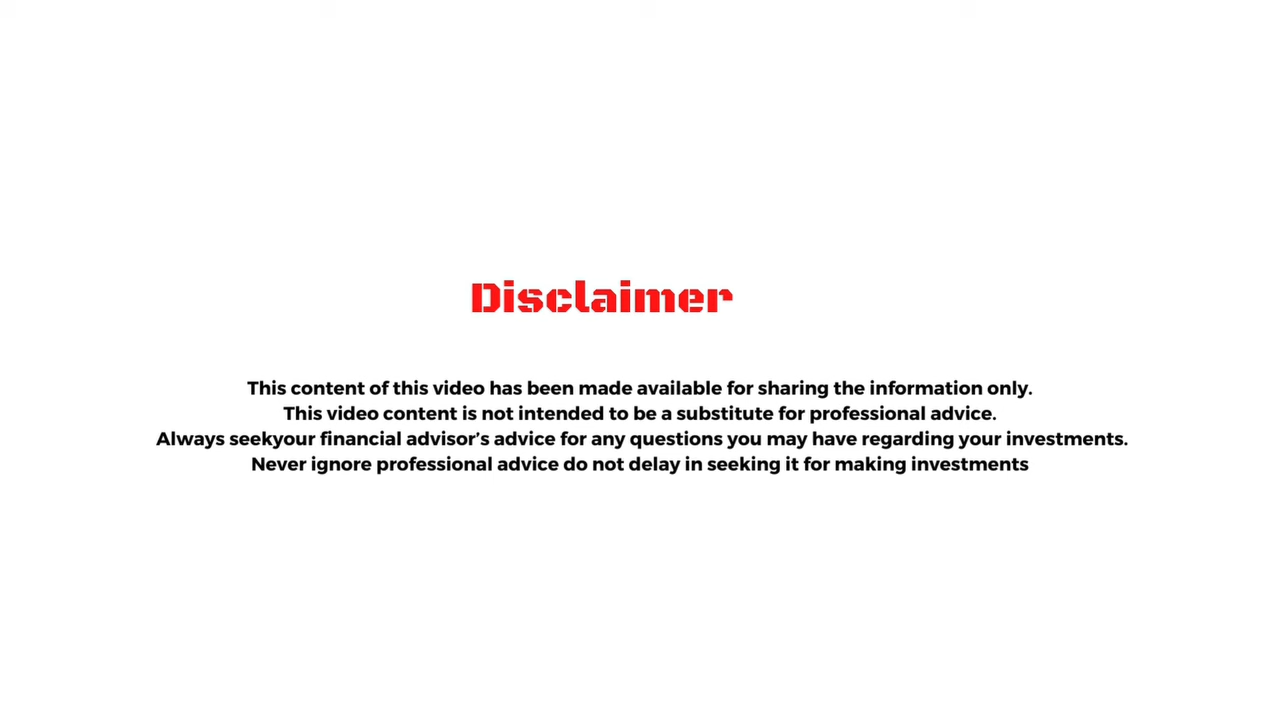 Disclaimer
This content of this video has been made available for sharing the information only.
This video content is not intended to be a substitute for professional advice.
Always seekyour financial advisor’s advice for any questions you may have regarding your investments.
Never ignore professional advice do not delay in seeking it for making investments